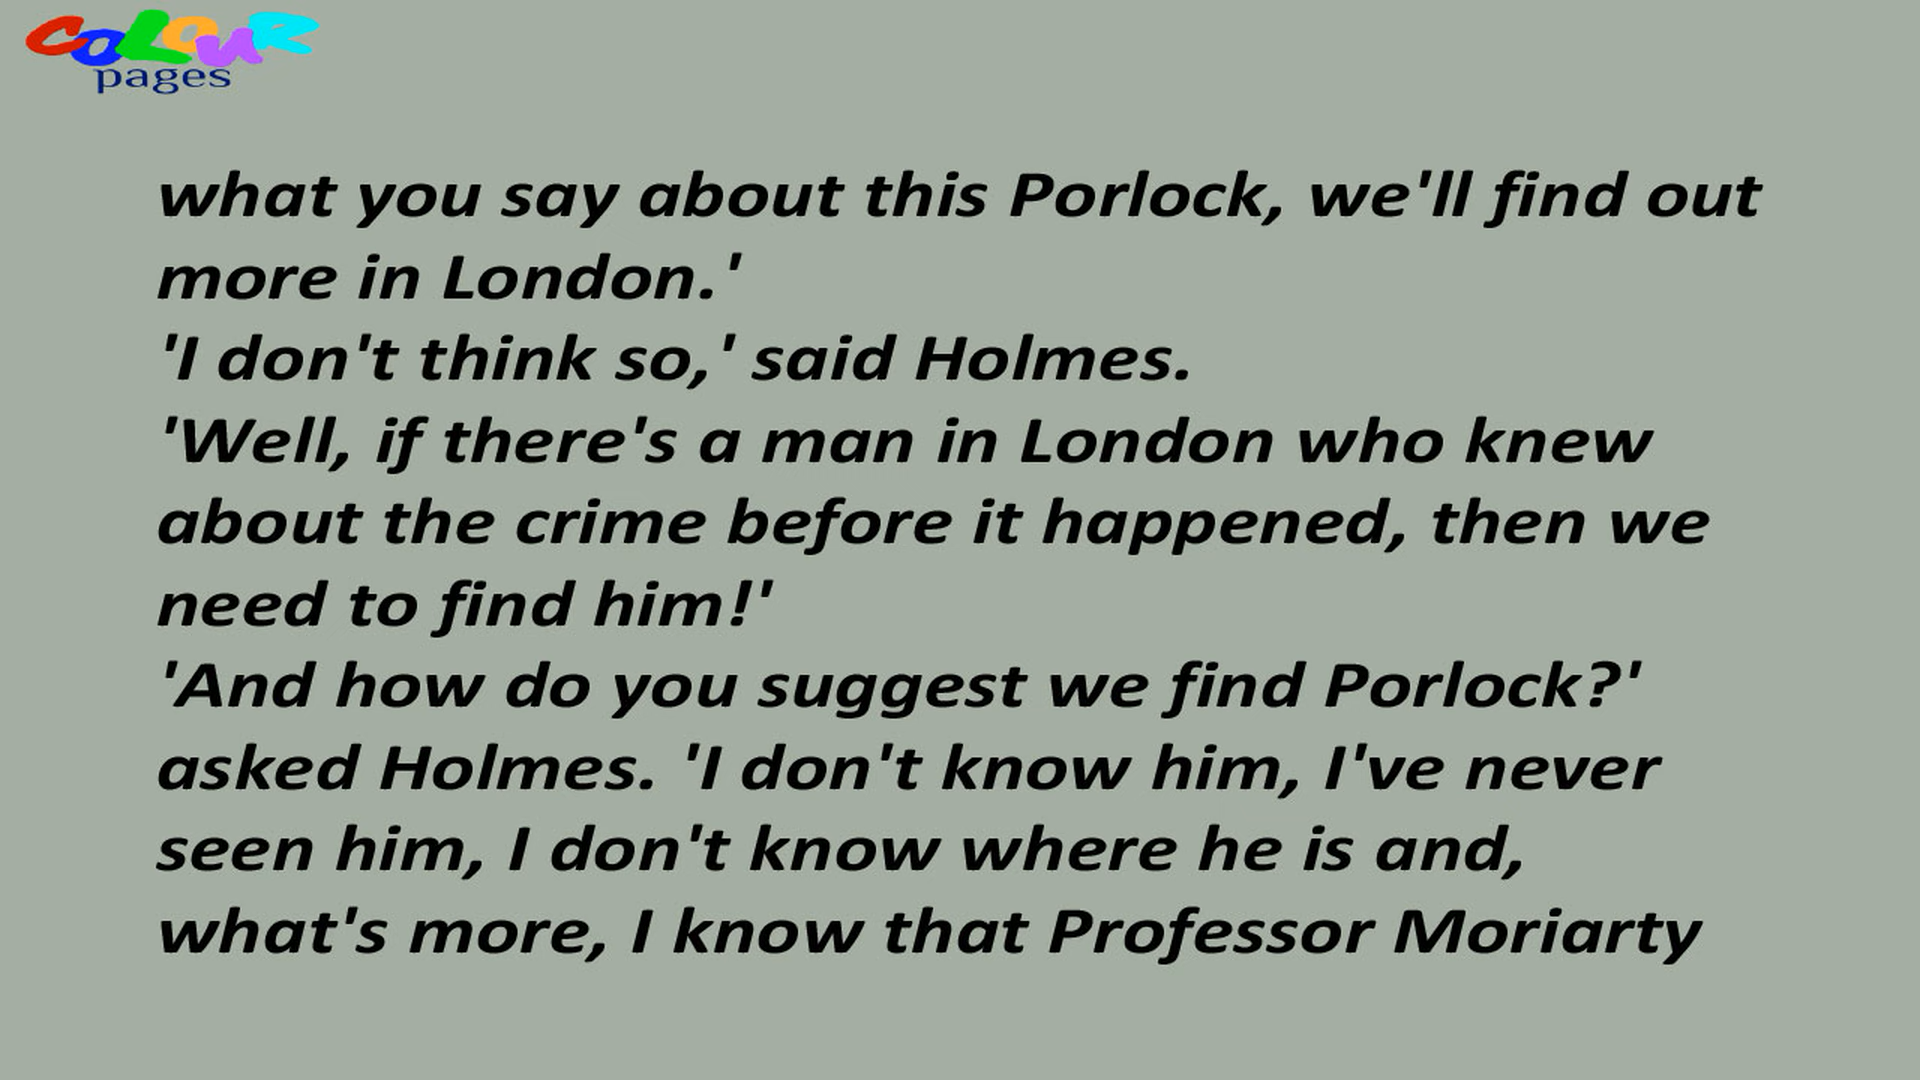 COLOUR
pages
what you say about this Porlock, we'll find out
more in London.'
'I don't think so,' said Holmes.
'Well, if there's a man in London who knew
about the crime before it happened, then we
need to find him!'
'And how do you suggest we find Porlock?'
asked Holmes. 'I don't know him, I've never
seen him, I don't know where he is and,
what's more, I know that Professor Moriarty